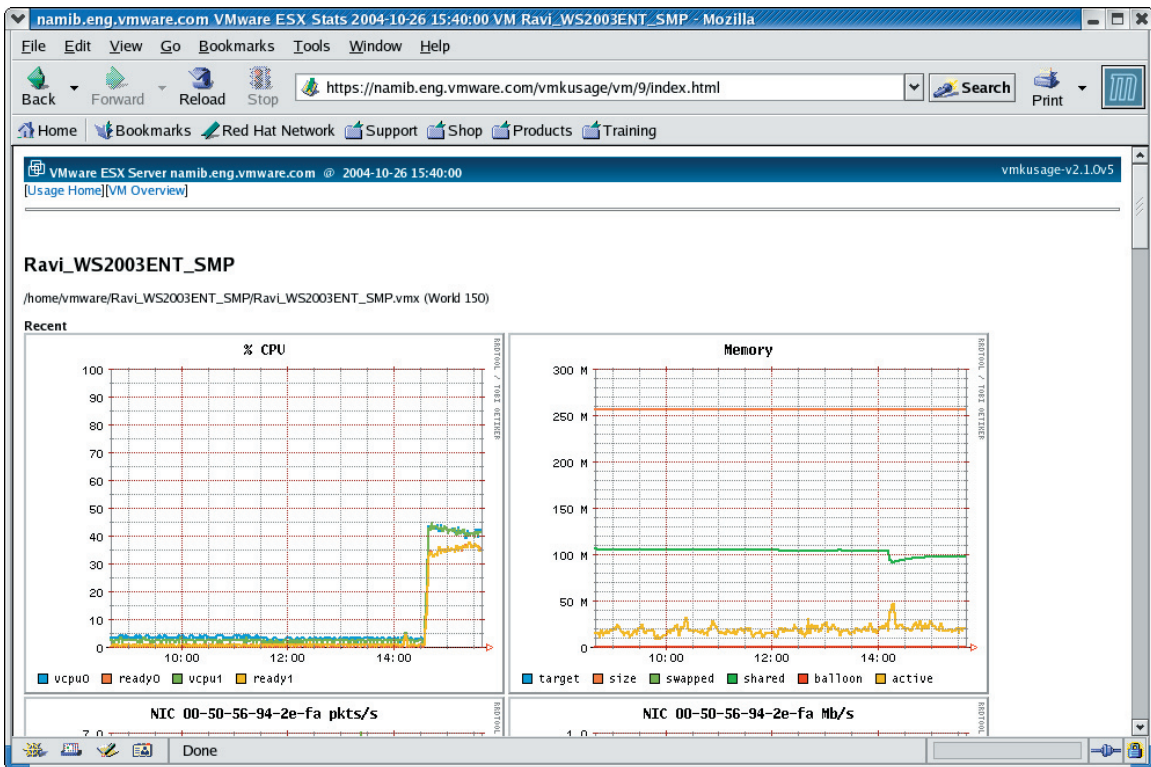 namib.eng.vmware.com VMware ESX Stats 2004-10-26 15:40:00 VM Ravi_WS2003ENT_SMP - Mozilla
File Edit View Go Bookmarks Tools Window Help
Back Forward Reload Stop https://namib.eng.vmware.com/vmkusage/vm/9/index.html Search Print
Home Bookmarks Red Hat Network Support Shop Products Training
VMware ESX Server namib.eng.vmware.com @ 2004-10-26 15:40:00 vmkusage-v2.1.0v5
[Usage Home][VM Overview]
Ravi_WS2003ENT_SMP
/home/vmware/Ravi_WS2003ENT_SMP/Ravi_WS2003ENT_SMP.vmx (World 150)
Recent
% CPU
RRDTOOL / TOBI OETIKER
100
90
80
70
60
50
40
30
20
10
0
10:00 12:00 14:00
vcpu0 ready0 vcpu1 ready1
Memory
RRDTOOL / TOBI OETIKER
300 M
250 M
200 M
150 M
100 M
50 M
0
10:00 12:00 14:00
target size swapped shared balloon active
NIC 00-50-56-94-2e-fa pkts/s
RRDTOOL
7.0
NIC 00-50-56-94-2e-fa Mb/s
RRDTOOL
1.0
Done